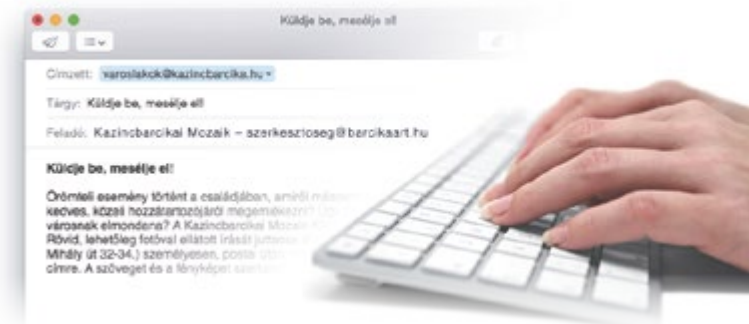 Küldje be, mesélje el!
Címzett: varoslakok@kazincbarcika.hu
Tárgy: Küldje be, mesélje el!
Feladó: Kazincbarcikai Mozaik – szerkesztoseg@barcikaart.hu
Küldje be, mesélje el!
Örömteli esemény történt a családjában, amiről
kedves, közeli hozzátartozójáról megemlékezni?
városnak elmondana? A Kazincbarcikai Mozaik
Rövid, lehetőleg fotóval ellátott írását
Mihály út 32-34.) személyesen, postai
címre. A szöveget és a fényképet